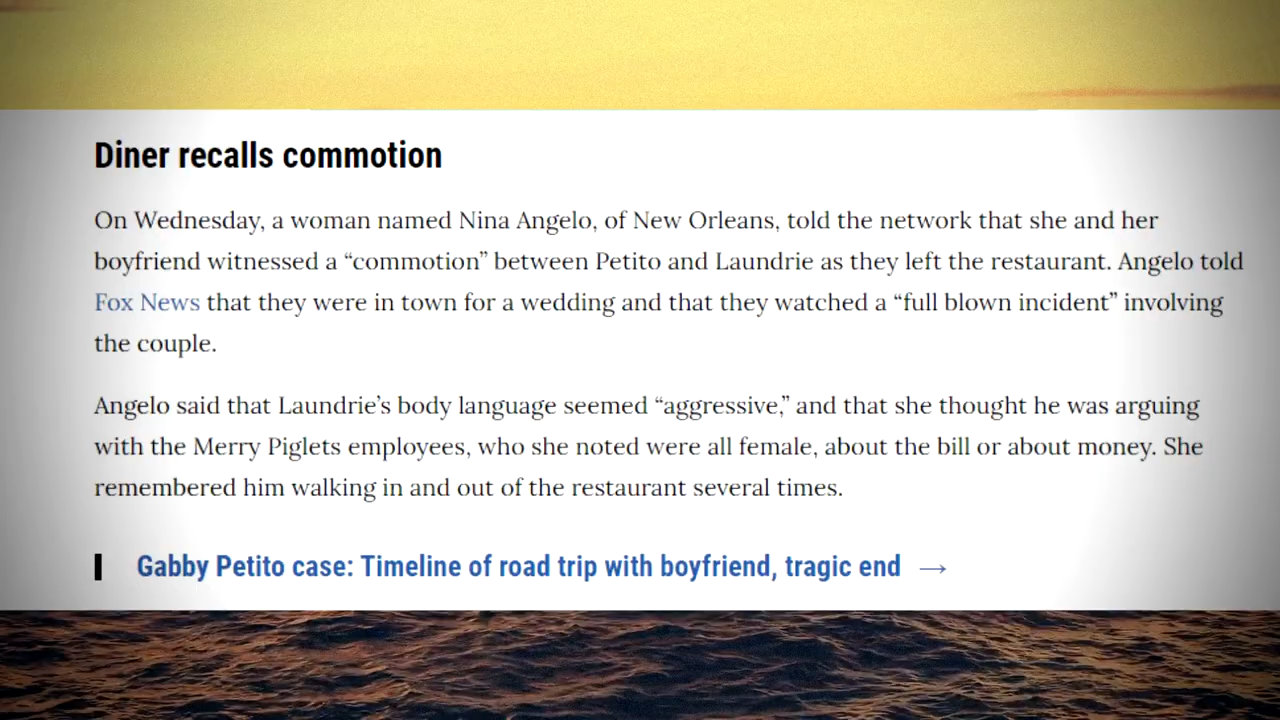 Diner recalls commotion
On Wednesday, a woman named Nina Angelo, of New Orleans, told the network that she and her
boyfriend witnessed a “commotion” between Petito and Laundrie as they left the restaurant. Angelo told
Fox News that they were in town for a wedding and that they watched a “full blown incident” involving
the couple.
Angelo said that Laundrie’s body language seemed “aggressive,” and that she thought he was arguing
with the Merry Piglets employees, who she noted were all female, about the bill or about money. She
remembered him walking in and out of the restaurant several times.
Gabby Petito case: Timeline of road trip with boyfriend, tragic end →